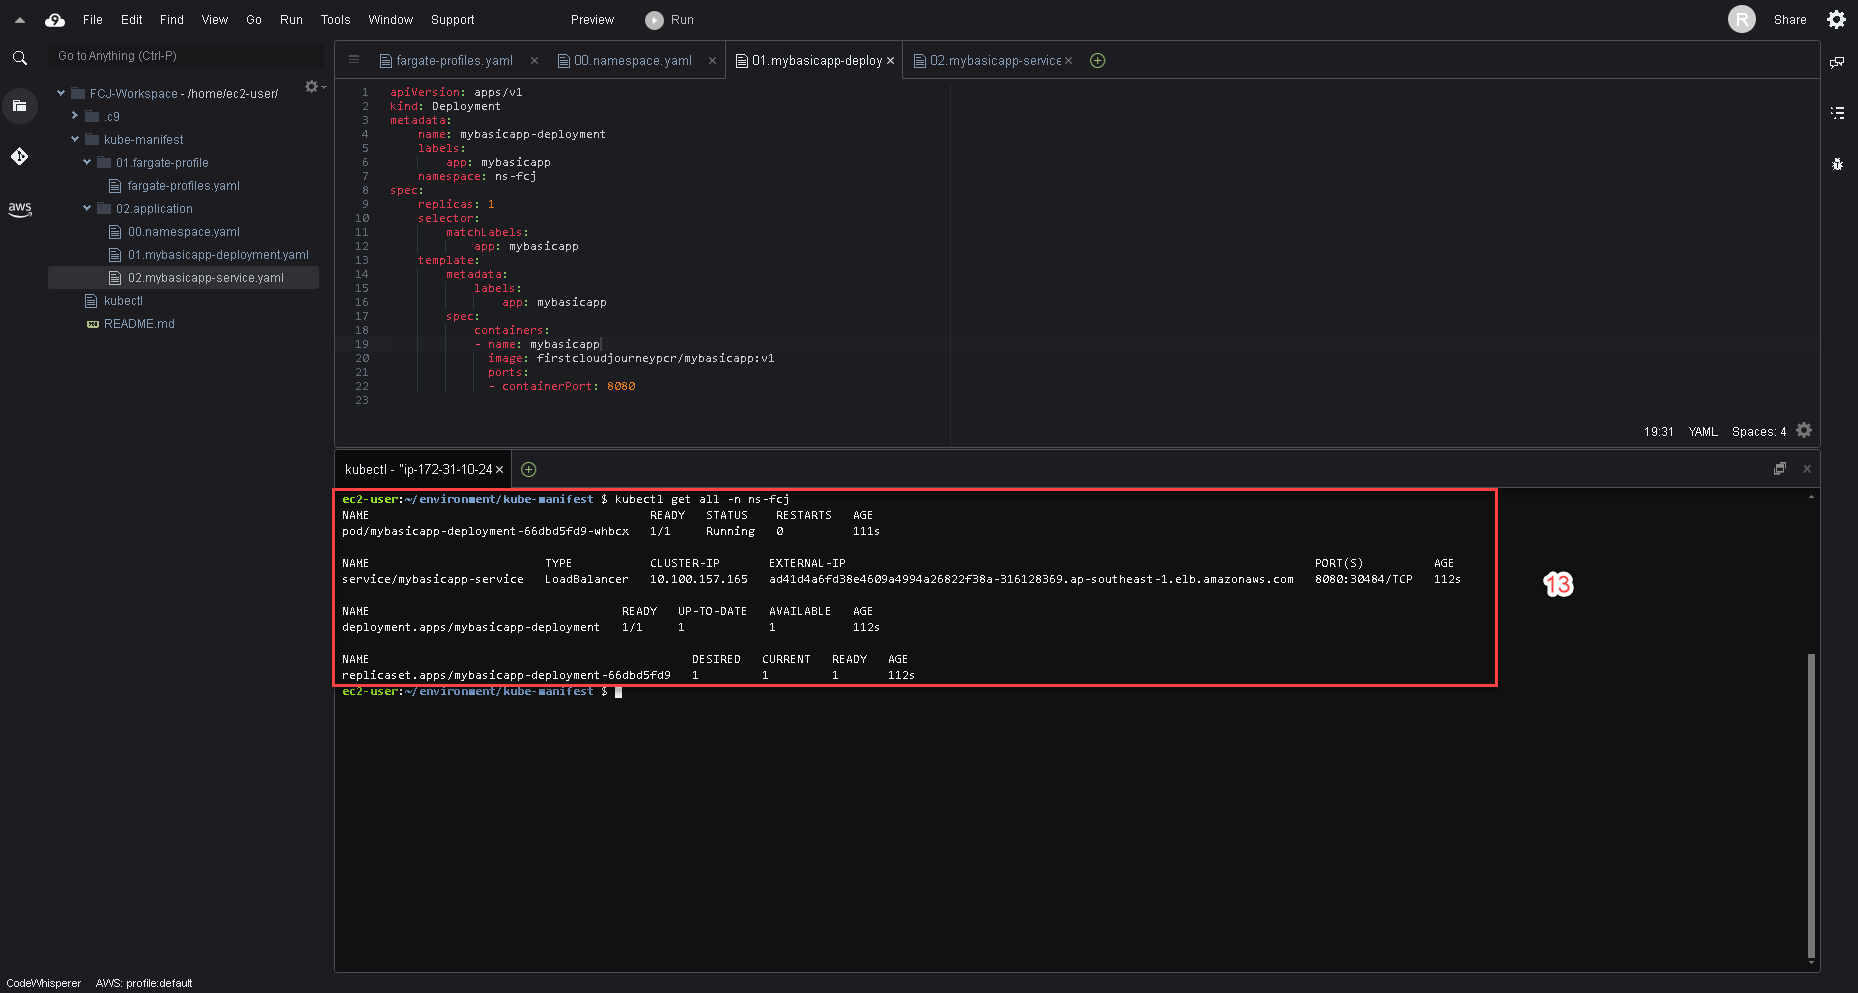 File Edit Find View Go Run Tools Window Support Preview Run R Share
Go to Anything (Ctrl-P)
FCJ-Workspace - /home/ec2-user/
.c9
kube-manifest
01.fargate-profile
fargate-profiles.yaml
02.application
00.namespace.yaml
01.mybasicapp-deployment.yaml
02.mybasicapp-service.yaml
kubectl
README.md
aws
fargate-profiles.yaml 00.namespace.yaml 01.mybasicapp-deploy 02.mybasicapp-service
1 apiVersion: apps/v1
2 kind: Deployment
3 metadata:
4 name: mybasicapp-deployment
5 labels:
6 app: mybasicapp
7 namespace: ns-fcj
8 spec:
9 replicas: 1
10 selector:
11 matchLabels:
12 app: mybasicapp
13 template:
14 metadata:
15 labels:
16 app: mybasicapp
17 spec:
18 containers:
19 - name: mybasicapp
20 image: firstcloudjourneypcr/mybasicapp:v1
21 ports:
22 - containerPort: 8080
23
19:31 YAML Spaces: 4
kubectl - "ip-172-31-10-24
ec2-user:~/environment/kube-manifest $ kubectl get all -n ns-fcj
NAME READY STATUS RESTARTS AGE
pod/mybasicapp-deployment-66dbd5fd9-whbcx 1/1 Running 0 111s
NAME TYPE CLUSTER-IP EXTERNAL-IP PORT(S) AGE
service/mybasicapp-service LoadBalancer 10.100.157.165 ad41d4a6fd38e4609a4994a26822f38a-316128369.ap-southeast-1.elb.amazonaws.com 8080:30484/TCP 112s
NAME READY UP-TO-DATE AVAILABLE AGE
deployment.apps/mybasicapp-deployment 1/1 1 1 112s
NAME DESIRED CURRENT READY AGE
replicaset.apps/mybasicapp-deployment-66dbd5fd9 1 1 1 112s
ec2-user:~/environment/kube-manifest $
13
CodeWhisperer AWS: profile:default